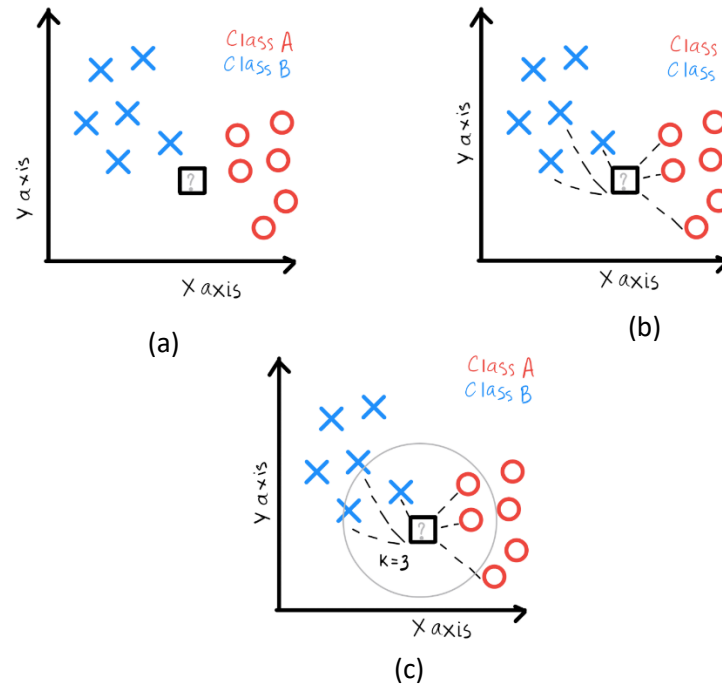 Class A
Class B
?
Y axis
X axis
(a)
Class
Class
?
Y axis
X axis
(b)
Class A
Class B
?
K=3
Y axis
X axis
(c)